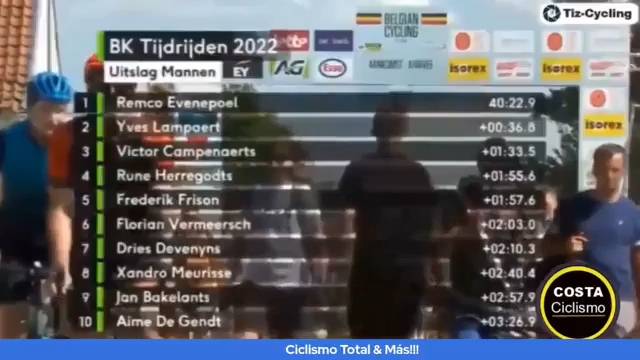 Tiz-Cycling
BELGIAN
CYCLING
BK Tijdrijden 2022
Uitslag Mannen
EY
isorex
isorex
isorex
1 Remco Evenepoel 40:22.9
2 Yves Lampaert +00:36.8
3 Victor Campenaerts +01:33.5
4 Rune Herregodts +01:55.6
5 Frederik Frison +01:57.6
6 Florian Vermeersch +02:03.0
7 Dries Devenyns +02:10.3
8 Xandro Meurisse +02:40.4
9 Jan Bakelants +02:57.9
10 Aime De Gendt +03:26.9
COSTA
Ciclismo
Ciclismo Total & Más!!!